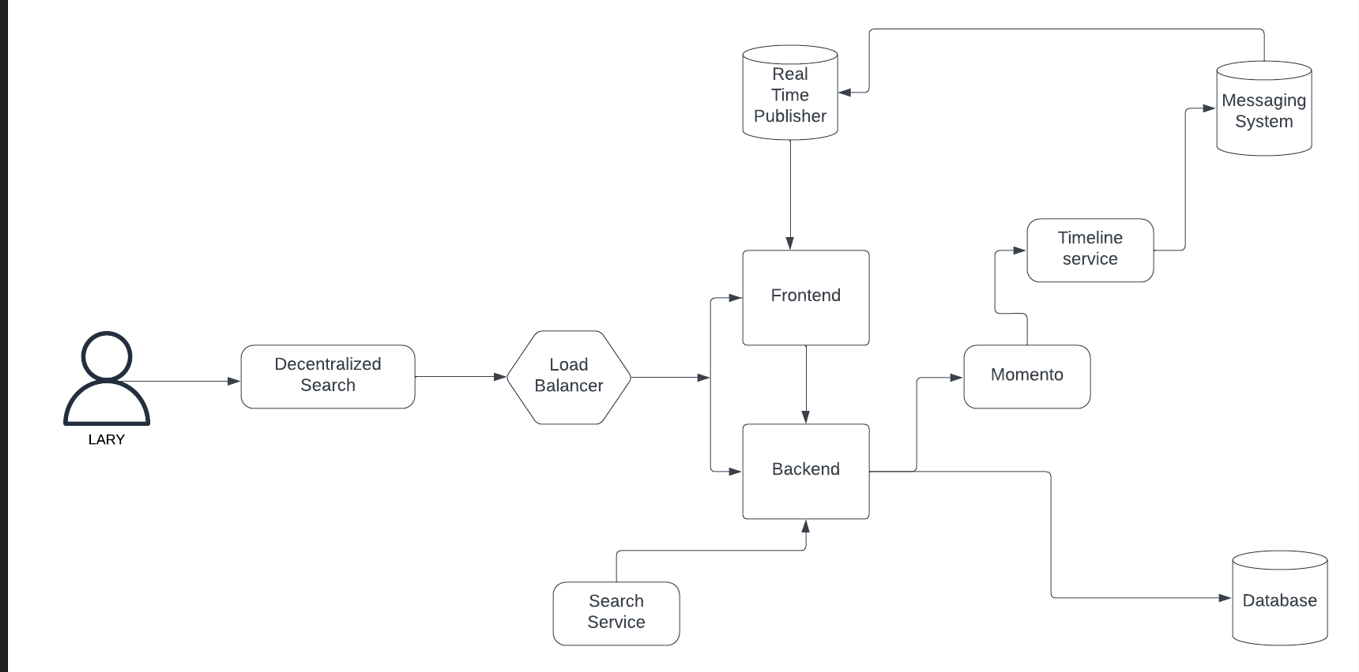 Real
Time
Publisher
Messaging
System
Timeline
service
Frontend
Decentralized
Search
Load
Balancer
Momento
LARY
Backend
Search
Service
Database